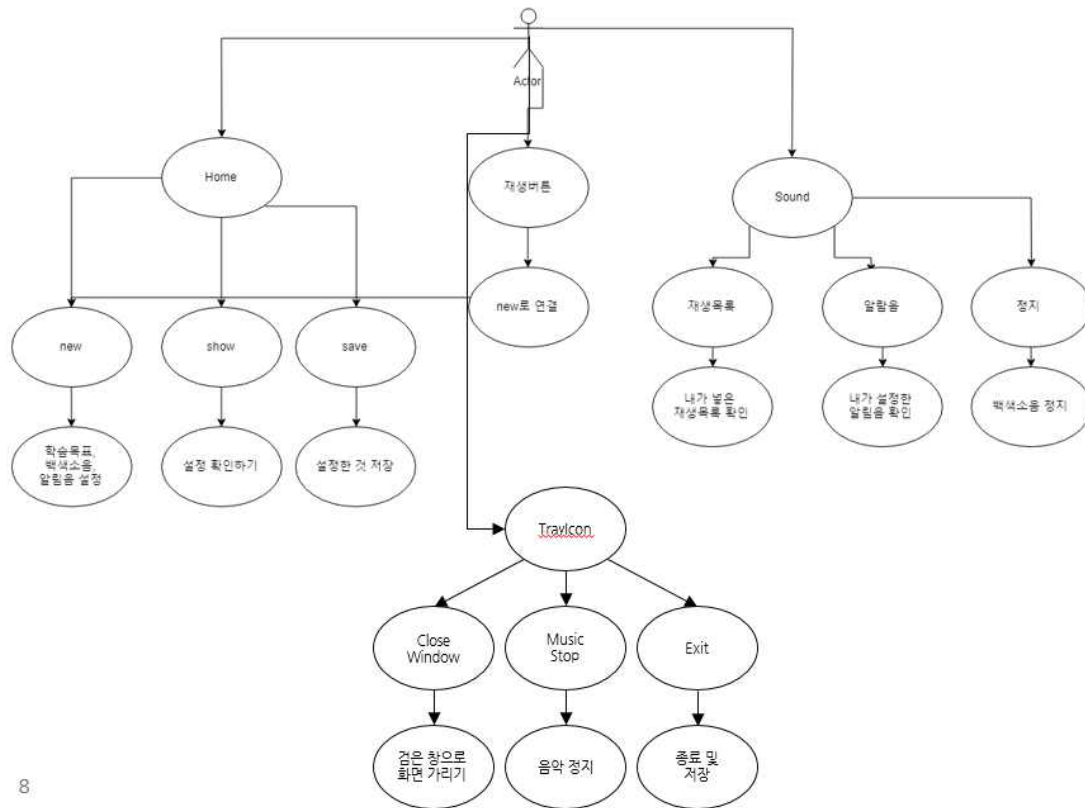 Actor
Home
재생버튼
Sound
new로 연결
재생목록
알람음
정지
new
show
save
내가 넣은
재생목록 확인
내가 설정한
알림음 확인
백색소음 정지
학습목표,
백색소음,
알림음 설정
설정 확인하기
설정한 것 저장
TrayIcon
Close
Window
Music
Stop
Exit
검은 창으로
화면 가리기
음악 정지
종료 및
저장
8